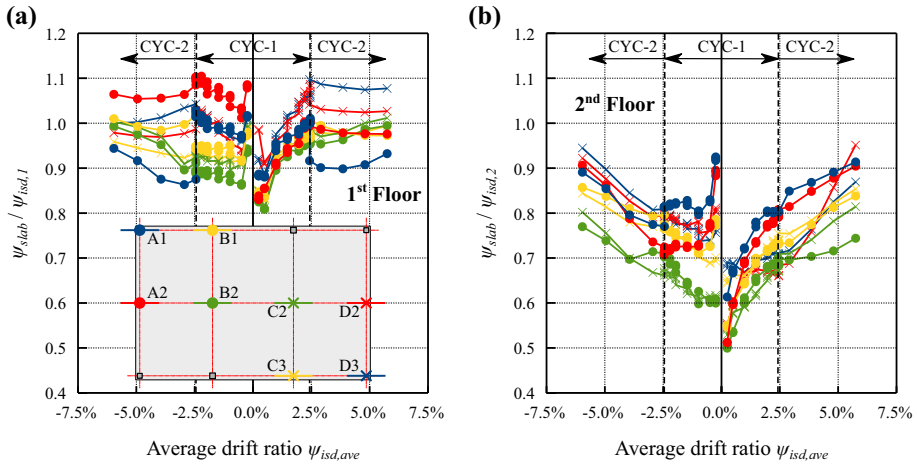 (a)
CYC-2 CYC-1 CYC-2
1.2
1.1
1.0
0.9
0.8
0.7
0.6
0.5
0.4
ψslab / ψisd,1
1st Floor
A1 B1
A2 B2 C2 D2
C3 D3
-7.5% -5.0% -2.5% 0.0% 2.5% 5.0% 7.5%
Average drift ratio ψisd,ave
(b)
CYC-2 CYC-1 CYC-2
1.2
1.1
1.0
0.9
0.8
0.7
0.6
0.5
0.4
ψslab / ψisd,2
2nd Floor
-7.5% -5.0% -2.5% 0.0% 2.5% 5.0% 7.5%
Average drift ratio ψisd,ave